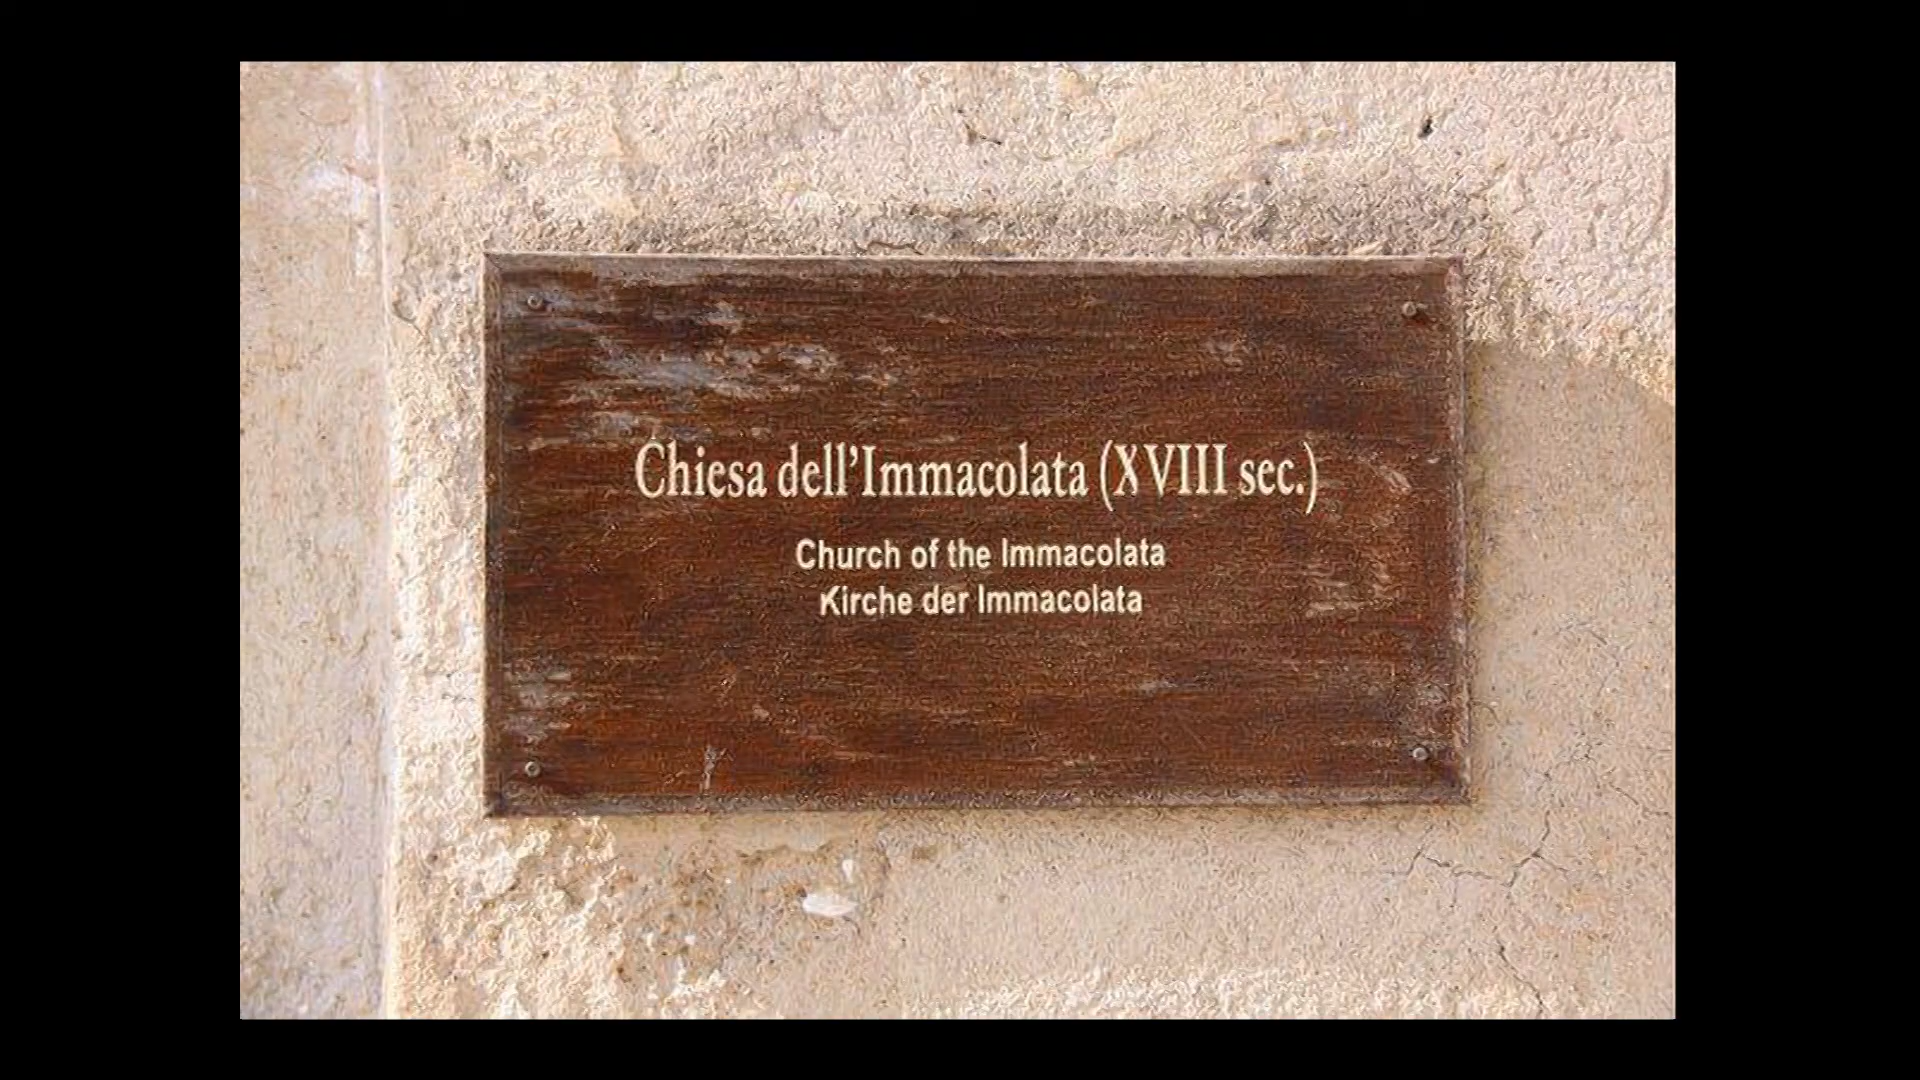 Chiesa dell’Immacolata (XVIII sec.)
Church of the Immacolata
Kirche der Immacolata